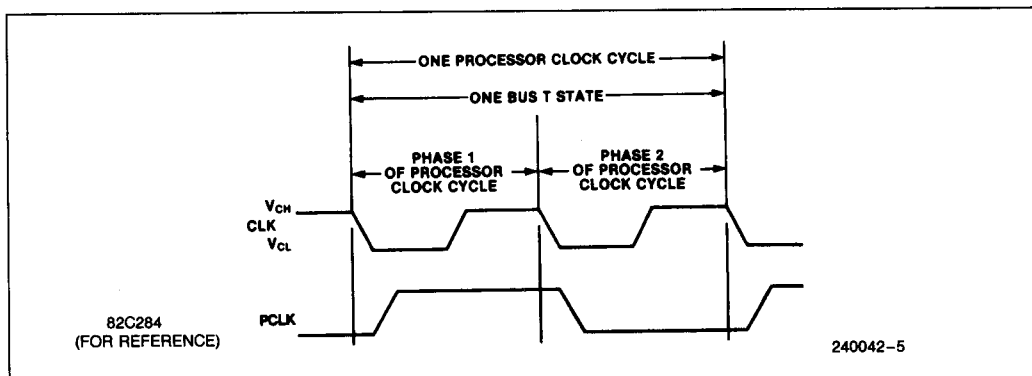 ONE PROCESSOR CLOCK CYCLE
ONE BUS T STATE
PHASE 1
OF PROCESSOR
CLOCK CYCLE
PHASE 2
OF PROCESSOR
CLOCK CYCLE
VCH
CLK
VCL
PCLK
82C284
(FOR REFERENCE)
240042-5